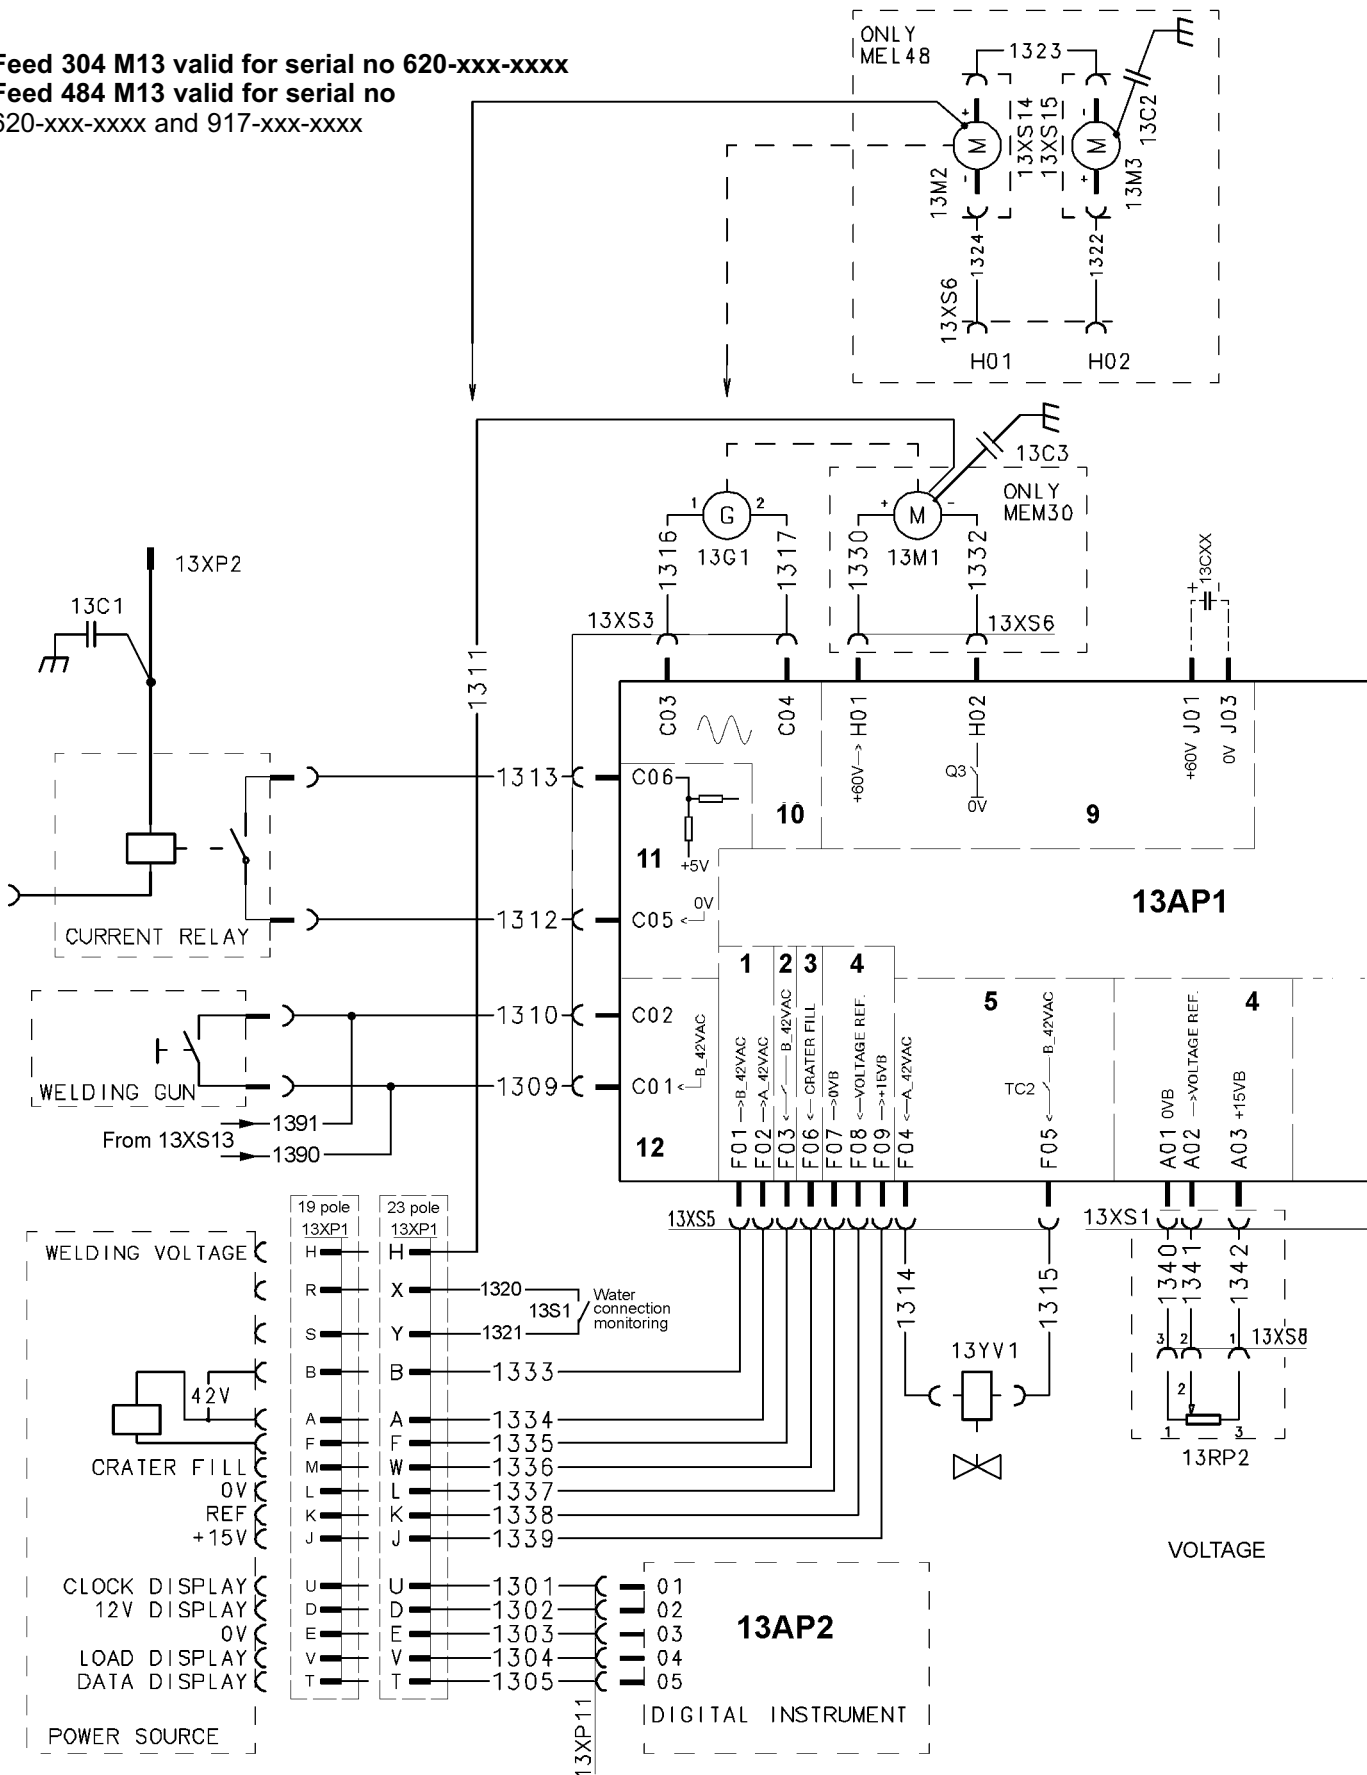 Feed 304 M13 valid for serial no 620-xxx-xxxx
Feed 484 M13 valid for serial no
620-xxx-xxxx and 917-xxx-xxxx
ONLY
MEL48
1323
13C2
13XS14
13XS15
+
-
M
M
-
+
13M2
13M3
1324
1322
13XS6
H01
H02
13C3
ONLY
MEM30
1
G
2
+
M
-
13G1
13M1
1316
1317
1330
1332
13XS3
13XS6
+
-
13CXX
13XP2
13C1
1311
C03
C04
+60V
H01
H02
Q3
0V
+60V J01
0V J03
10
9
1313
C06
+5V
11
13AP1
0V
1312
C05
CURRENT RELAY
1
2
3
4
5
4
1310
C02
B_42VAC
1309
C01
12
WELDING GUN
1391
From 13XS13
1390
F01 B_42VAC
F02 A_42VAC
F03 B_42VAC
F06 CRATER FILL
F07 0VB
F08 VOLTAGE REF.
F09 +15VB
F04 A_42VAC
TC2
F05 B_42VAC
A01 0VB
A02 VOLTAGE REF.
A03 +15VB
13XS5
13XS1
19 pole
13XP1
23 pole
13XP1
WELDING VOLTAGE H H
R X 1320
13S1
Water
connection
monitoring
S Y 1321
1314
1315
1340
1341
1342
3 2 1 13XS8
13YV1
42V
B B 1333
A A 1334
F F 1335
CRATER FILL M W 1336
0V L L 1337
REF K K 1338
+15V J J 1339
2
1
3
13RP2
VOLTAGE
CLOCK DISPLAY U U 1301 01
12V DISPLAY D D 1302 02
0V E E 1303 03
LOAD DISPLAY V V 1304 04
DATA DISPLAY T T 1305 05
13AP2
DIGITAL INSTRUMENT
POWER SOURCE
13XP11